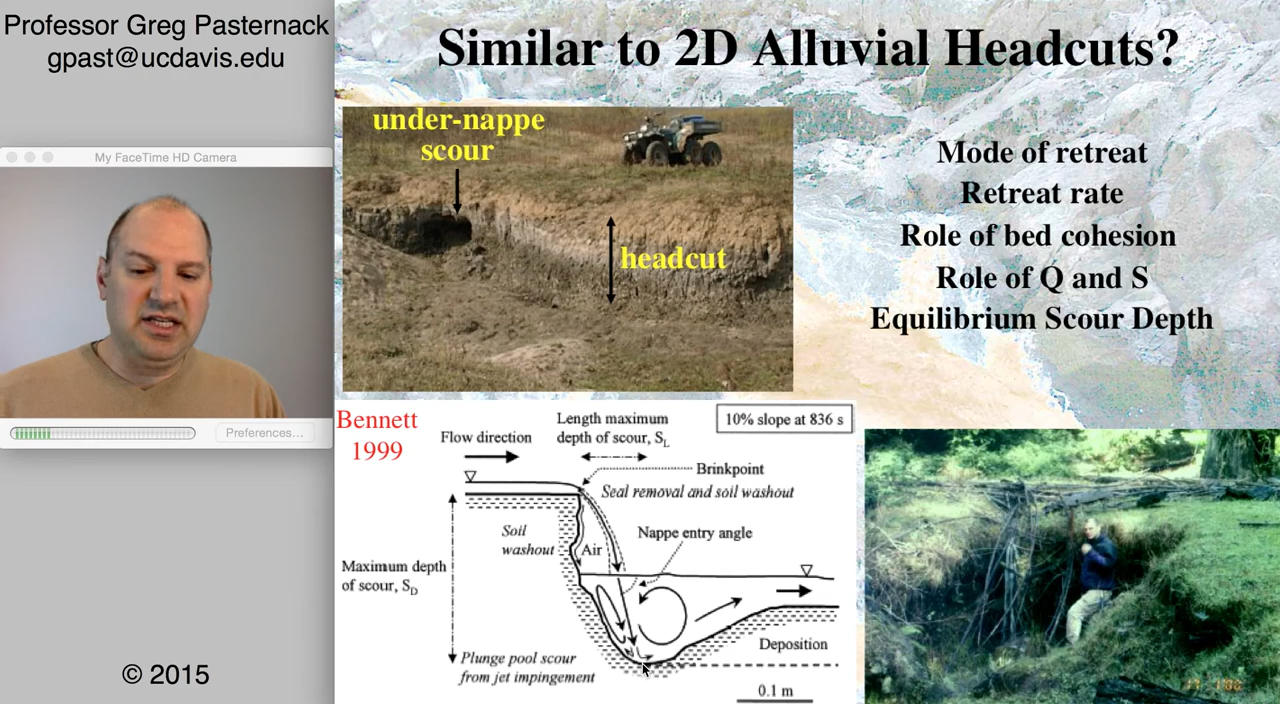 Professor Greg Pasternack
gpast@ucdavis.edu
My FaceTime HD Camera
Preferences...
© 2015
Similar to 2D Alluvial Headcuts?
under-nappe
scour
headcut
Mode of retreat
Retreat rate
Role of bed cohesion
Role of Q and S
Equilibrium Scour Depth
Bennett
1999
Length maximum
depth of scour, S_L
10% slope at 836 s
Flow direction
Brinkpoint
Seal removal and soil washout
Soil
washout
Air
Nappe entry angle
Maximum depth
of scour, S_D
Deposition
Plunge pool scour
from jet impingement
0.1 m